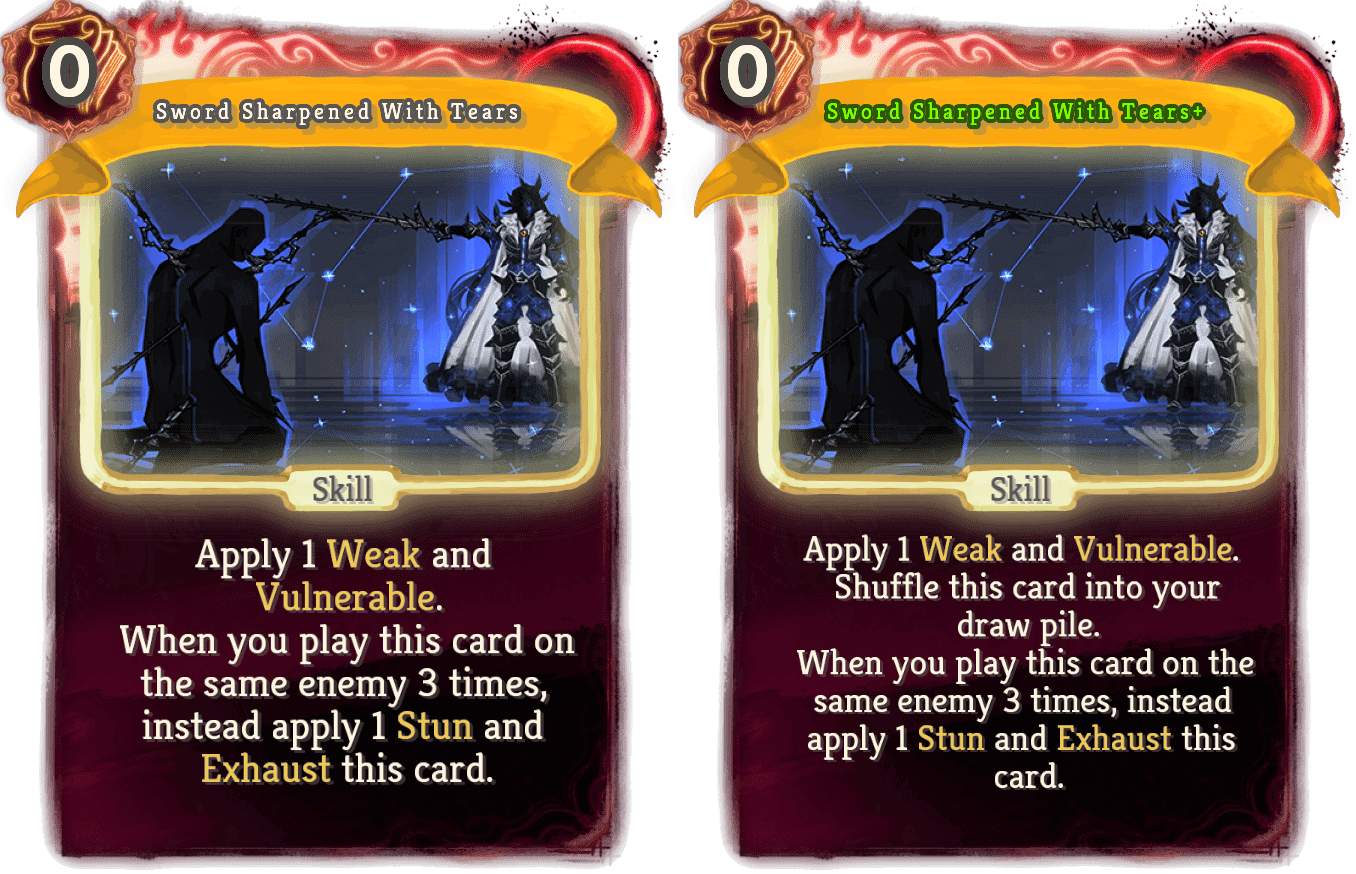 0
Sword Sharpened With Tears
Skill
Apply 1 Weak and
Vulnerable.
When you play this card on
the same enemy 3 times,
instead apply 1 Stun and
Exhaust this card.
0
Sword Sharpened With Tears+
Skill
Apply 1 Weak and Vulnerable.
Shuffle this card into your
draw pile.
When you play this card on the
same enemy 3 times, instead
apply 1 Stun and Exhaust this
card.